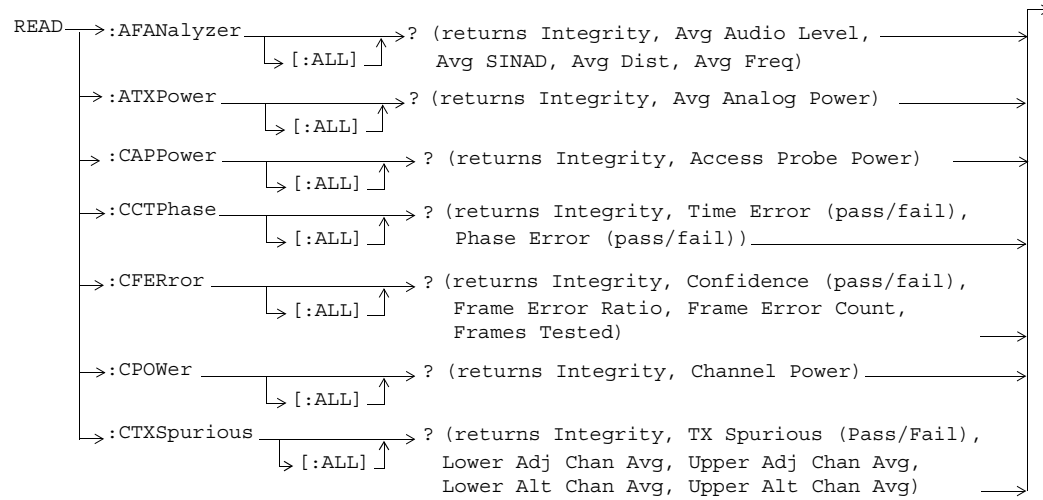 READ :AFANalyzer ? (returns Integrity, Avg Audio Level,
[:ALL] Avg SINAD, Avg Dist, Avg Freq)
:ATXPower ? (returns Integrity, Avg Analog Power)
[:ALL]
:CAPPower ? (returns Integrity, Access Probe Power)
[:ALL]
:CCTPhase ? (returns Integrity, Time Error (pass/fail),
[:ALL] Phase Error (pass/fail))
:CFERror ? (returns Integrity, Confidence (pass/fail),
[:ALL] Frame Error Ratio, Frame Error Count,
Frames Tested)
:CPOWer ? (returns Integrity, Channel Power)
[:ALL]
:CTXSpurious ? (returns Integrity, TX Spurious (Pass/Fail),
[:ALL] Lower Adj Chan Avg, Upper Adj Chan Avg,
Lower Alt Chan Avg, Upper Alt Chan Avg)